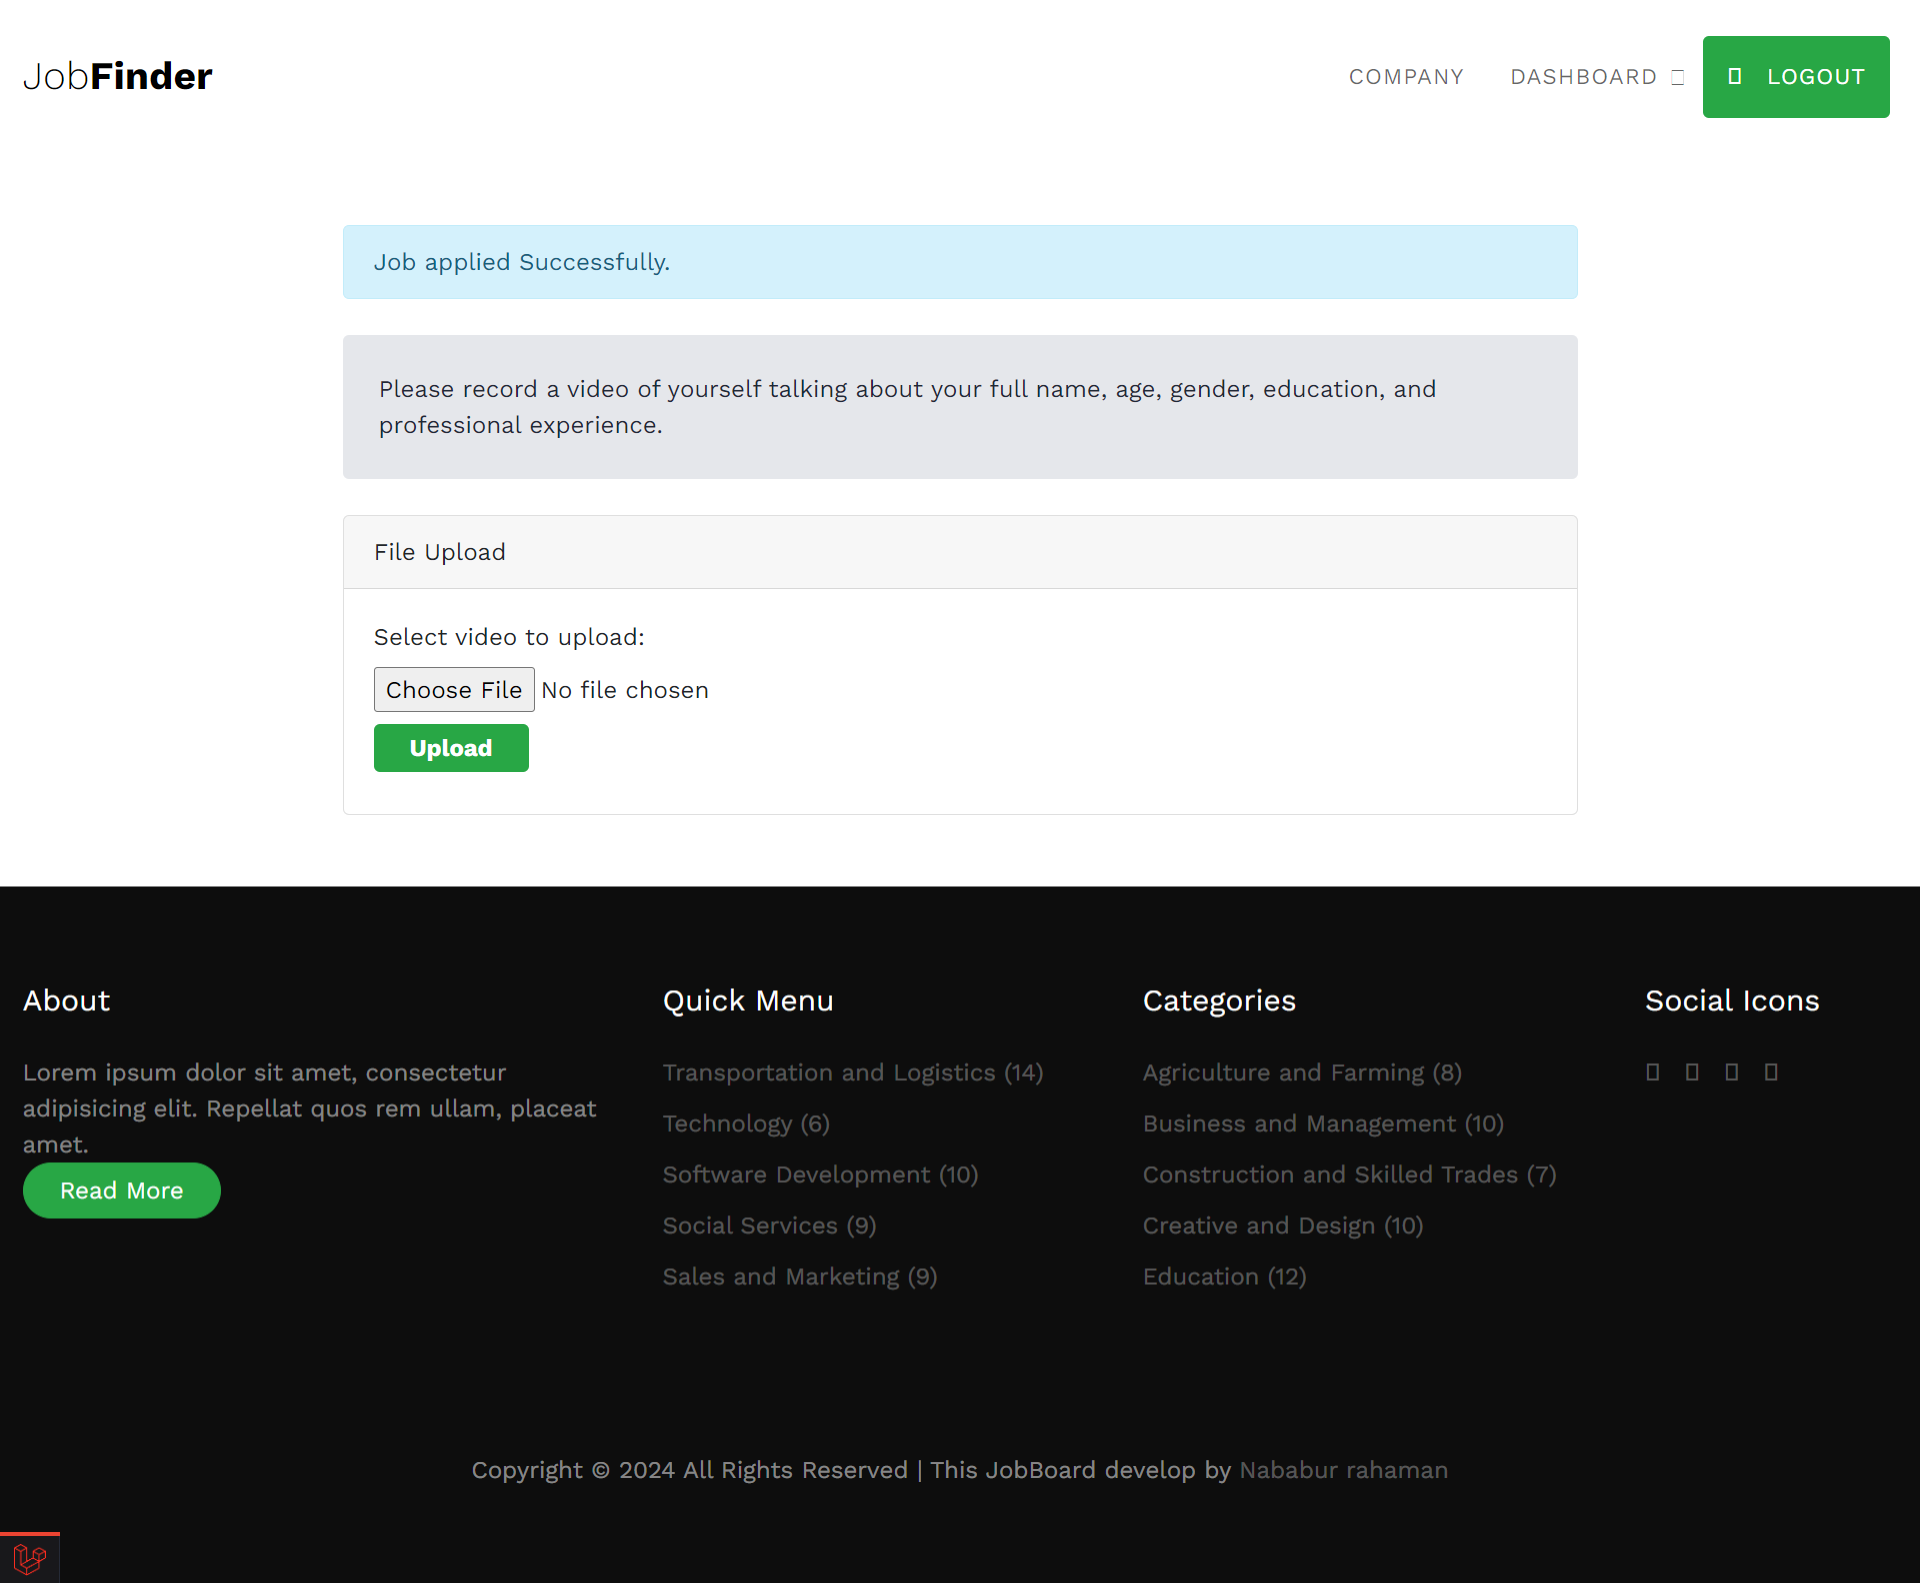 JobFinder
COMPANY
DASHBOARD
LOGOUT
Job applied Successfully.
Please record a video of yourself talking about your full name, age, gender, education, and
professional experience.
File Upload
Select video to upload:
Choose File No file chosen
Upload
About
Lorem ipsum dolor sit amet, consectetur
adipisicing elit. Repellat quos rem ullam, placeat
amet.
Read More
Quick Menu
Transportation and Logistics (14)
Technology (6)
Software Development (10)
Social Services (9)
Sales and Marketing (9)
Categories
Agriculture and Farming (8)
Business and Management (10)
Construction and Skilled Trades (7)
Creative and Design (10)
Education (12)
Social Icons
Copyright © 2024 All Rights Reserved | This JobBoard develop by Nababur rahaman